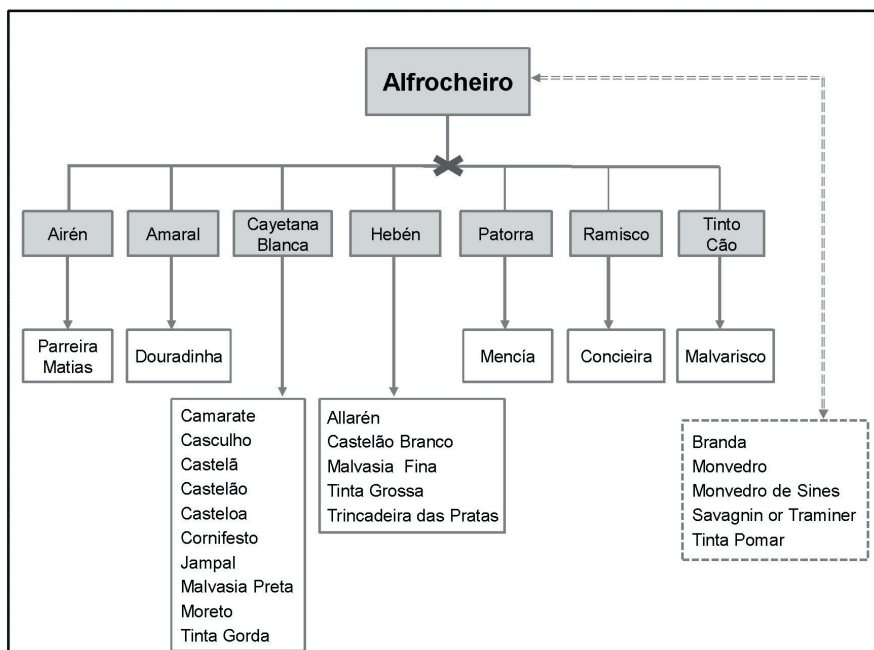 Alfrocheiro
Airén
Amaral
Cayetana
Blanca
Hebén
Patorra
Ramisco
Tinto
Cão
Parreira
Matias
Douradinha
Camarate
Casculho
Castelã
Castelão
Casteloa
Cornifesto
Jampal
Malvasia Preta
Moreto
Tinta Gorda
Allarén
Castelão Branco
Malvasia Fina
Tinta Grossa
Trincadeira das Pratas
Mencía
Concieira
Malvarisco
Branda
Monvedro
Monvedro de Sines
Savagnin or Traminer
Tinta Pomar